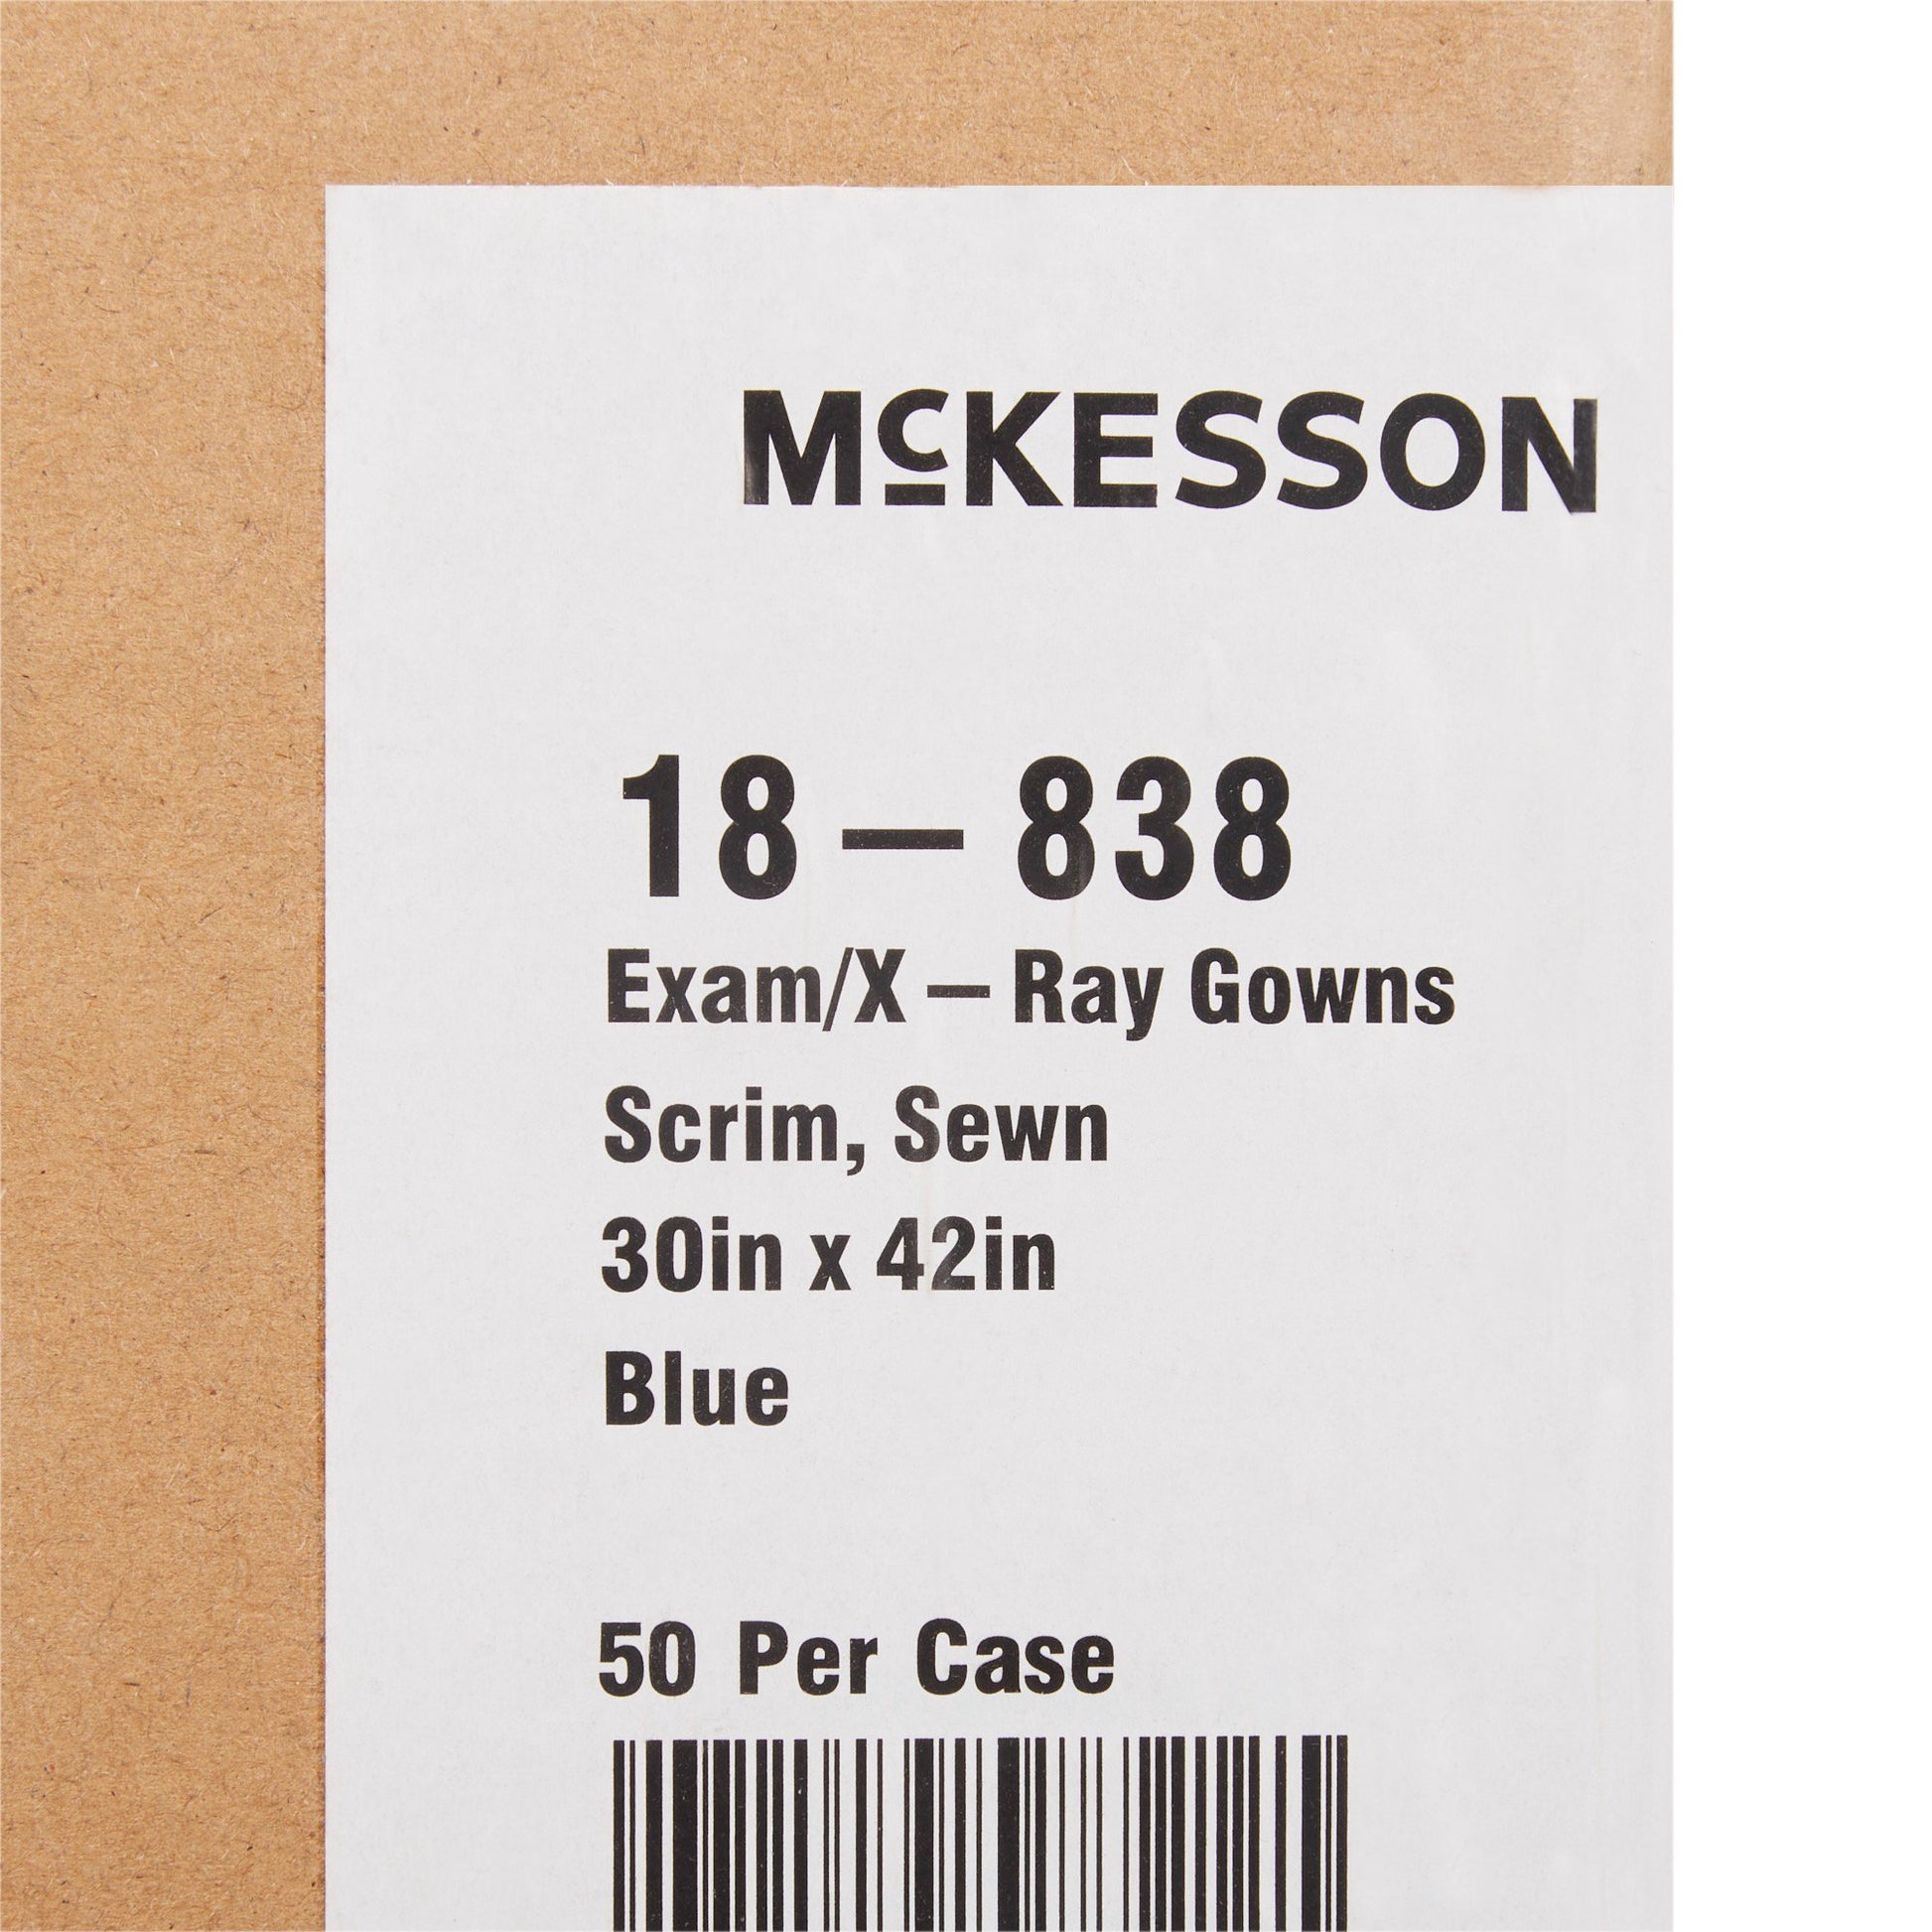 McKESSON
18 – 838
Exam/X – Ray Gowns
Scrim, Sewn
30in x 42in
Blue
50 Per Case